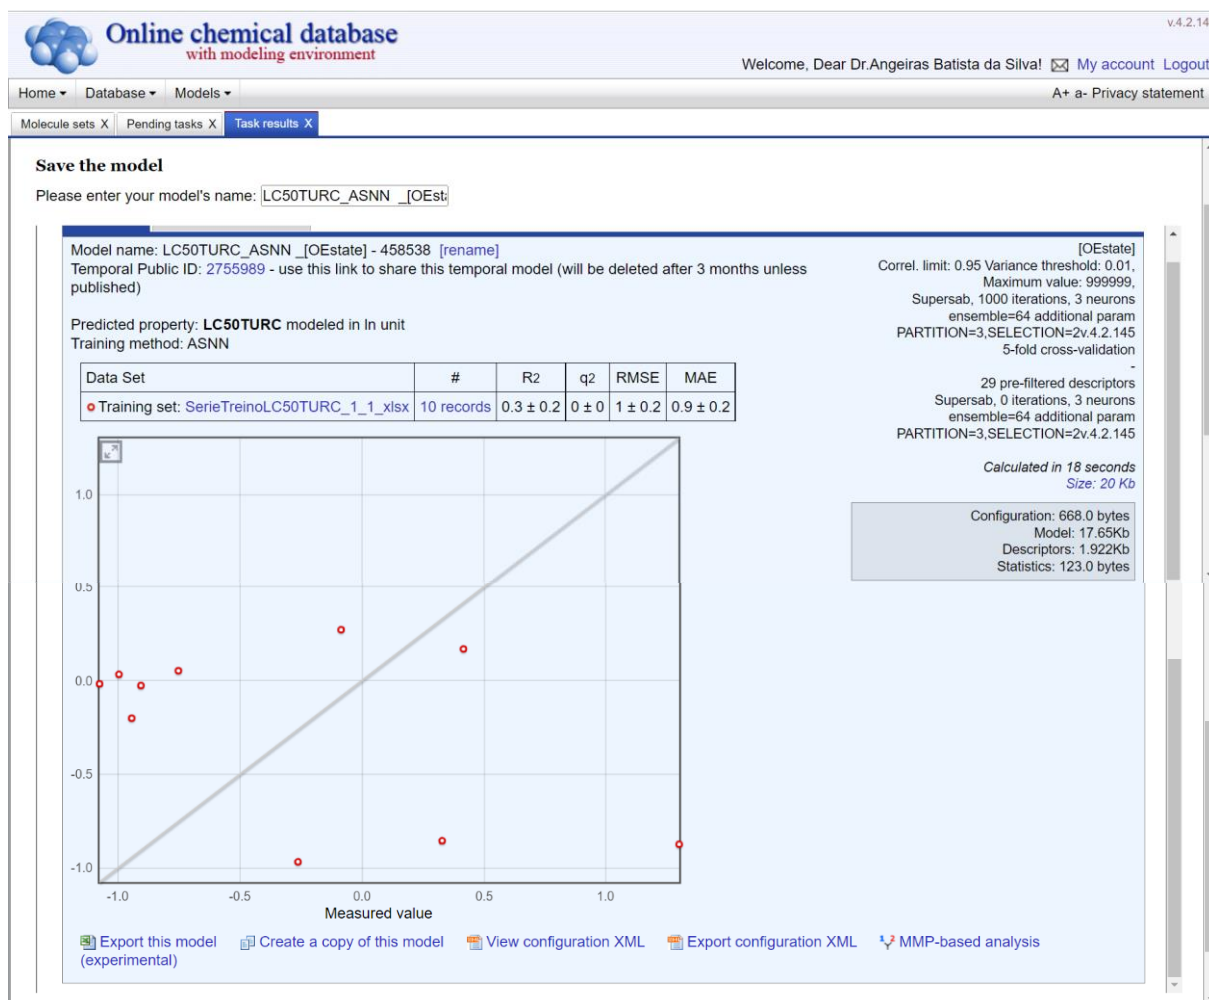 v.4.2.14
Online chemical database
with modeling environment
Welcome, Dear Dr.Angeiras Batista da Silva! My account Logout
Home Database Models
A+ a- Privacy statement
Molecule sets X Pending tasks X Task results X
Save the model
Please enter your model's name: LC50TURC_ASNN _[OEsta
Model name: LC50TURC_ASNN _[OEstate] - 458538 [rename]
Temporal Public ID: 2755989 - use this link to share this temporal model (will be deleted after 3 months unless
published)
Predicted property: LC50TURC modeled in ln unit
Training method: ASNN
[OEstate]
Correl. limit: 0.95 Variance threshold: 0.01,
Maximum value: 999999,
Supersab, 1000 iterations, 3 neurons
ensemble=64 additional param
PARTITION=3,SELECTION=2v.4.2.145
5-fold cross-validation
-
29 pre-filtered descriptors
Supersab, 0 iterations, 3 neurons
ensemble=64 additional param
PARTITION=3,SELECTION=2v.4.2.145
Calculated in 18 seconds
Size: 20 Kb
Configuration: 668.0 bytes
Model: 17.65Kb
Descriptors: 1.922Kb
Statistics: 123.0 bytes
Data Set # R2 q2 RMSE MAE
Training set: SerieTreinoLC50TURC_1_1_xlsx 10 records 0.3 ± 0.2 0 ± 0 1 ± 0.2 0.9 ± 0.2
1.0
0.5
0.0
-0.5
-1.0
-1.0 -0.5 0.0 0.5 1.0
Measured value
Export this model Create a copy of this model View configuration XML Export configuration XML MMP-based analysis
(experimental)